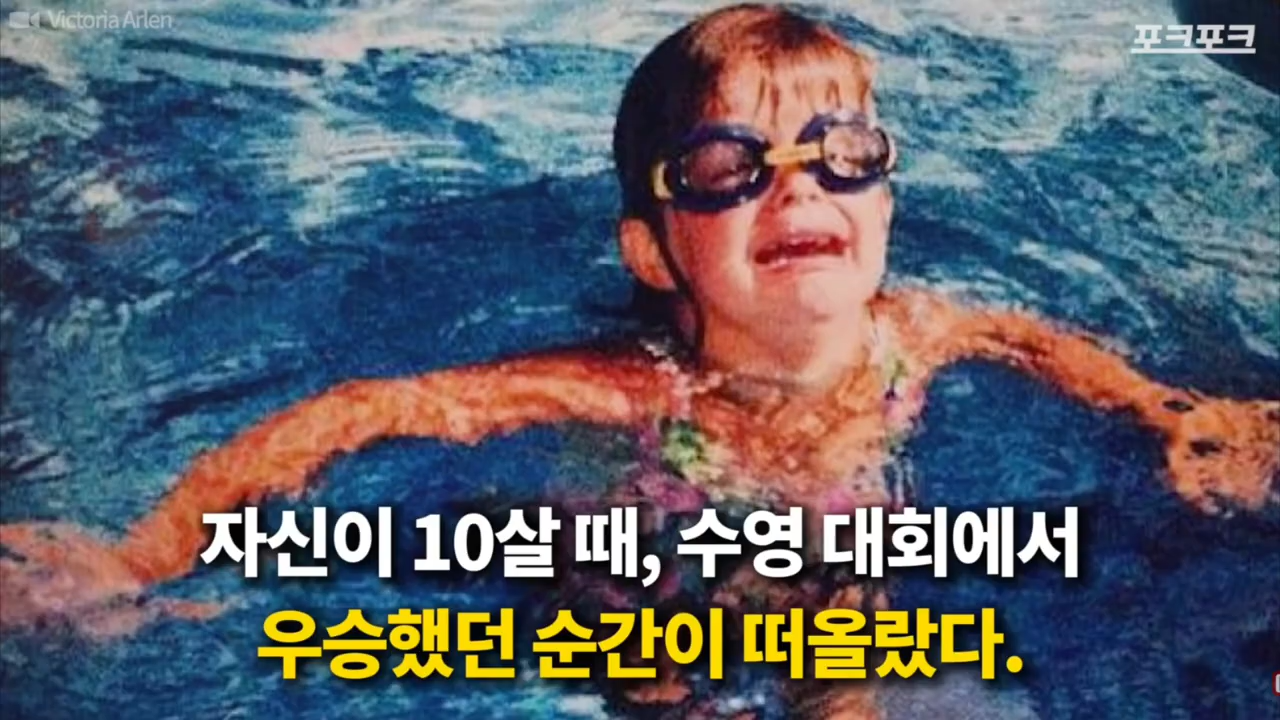 Victoria Arlen
포크포크
자신이 10살 때, 수영 대회에서
우승했던 순간이 떠올랐다.